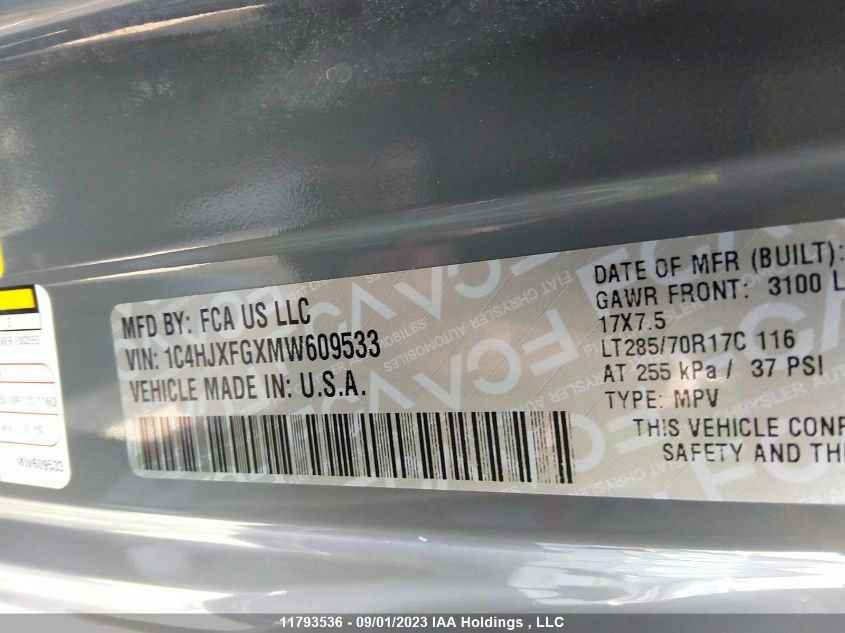 MFD BY: FCA US LLC
VIN: 1C4HJXFGXMW609533
VEHICLE MADE IN: U.S.A.
DATE OF MFR (BUILT):
GAWR FRONT: 3100 L
17X7.5
LT285/70R17C 116
AT 255 kPa / 37 PSI
TYPE: MPV
THIS VEHICLE CONF
SAFETY AND TH
MW609533
11793536 - 09/01/2023 IAA Holdings , LLC